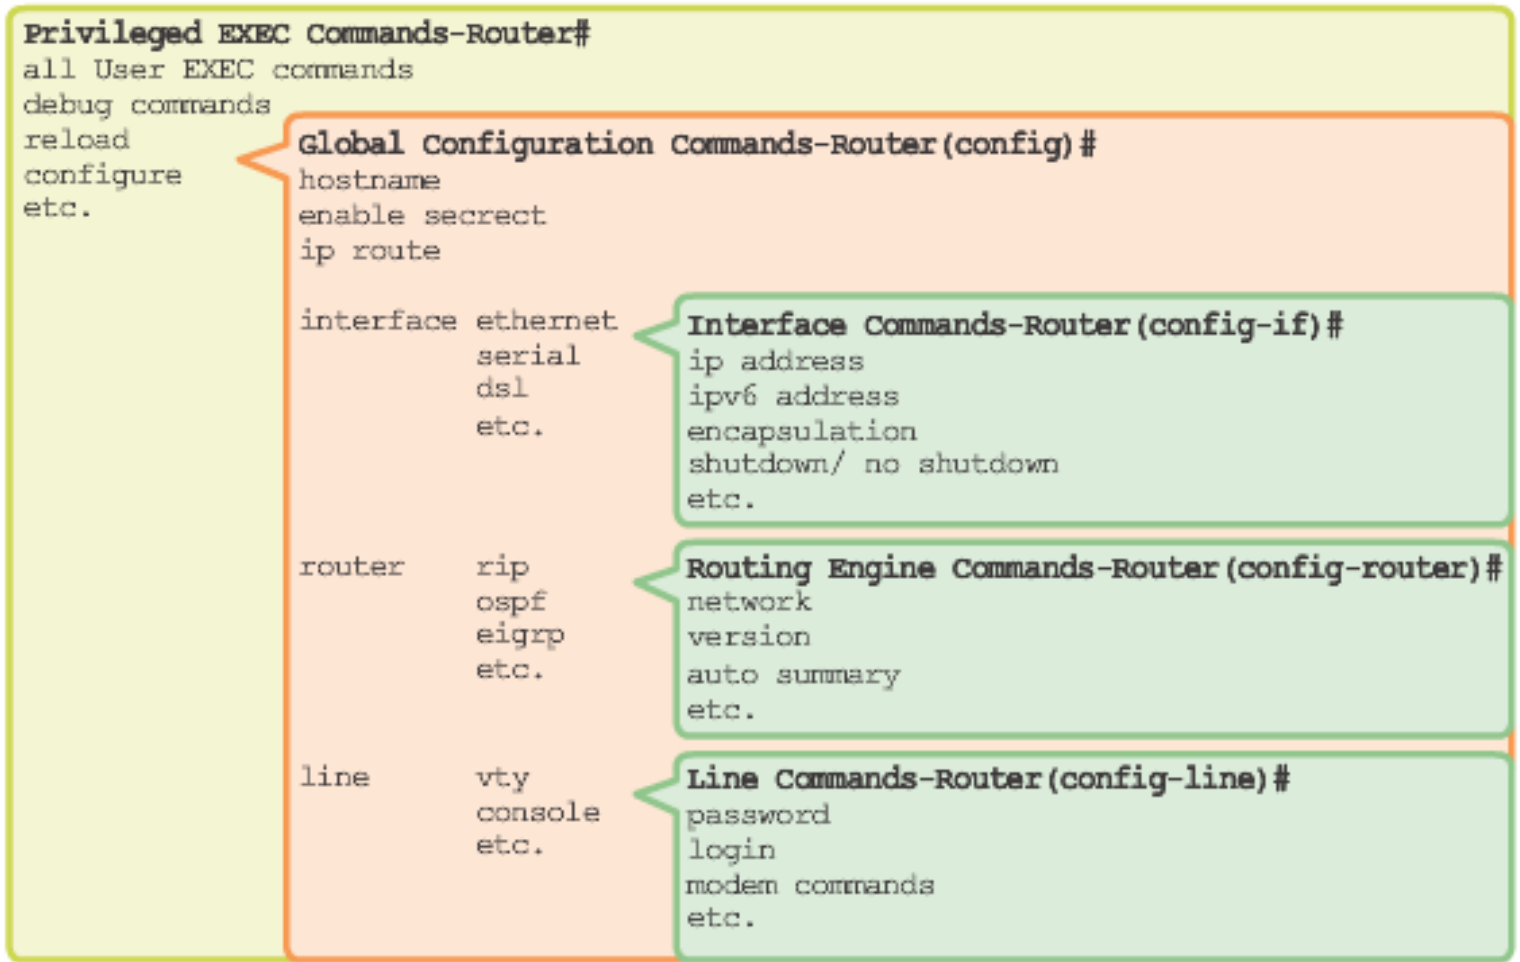 Privileged EXEC Commands-Router#
all User EXEC commands
debug commands
reload
configure
etc.
Global Configuration Commands-Router(config)#
hostname
enable secrect
ip route
interface ethernet
serial
dsl
etc.
Interface Commands-Router(config-if)#
ip address
ipv6 address
encapsulation
shutdown/ no shutdown
etc.
router rip
ospf
eigrp
etc.
Routing Engine Commands-Router(config-router)#
network
version
auto summary
etc.
line vty
console
etc.
Line Commands-Router(config-line)#
password
login
modem commands
etc.